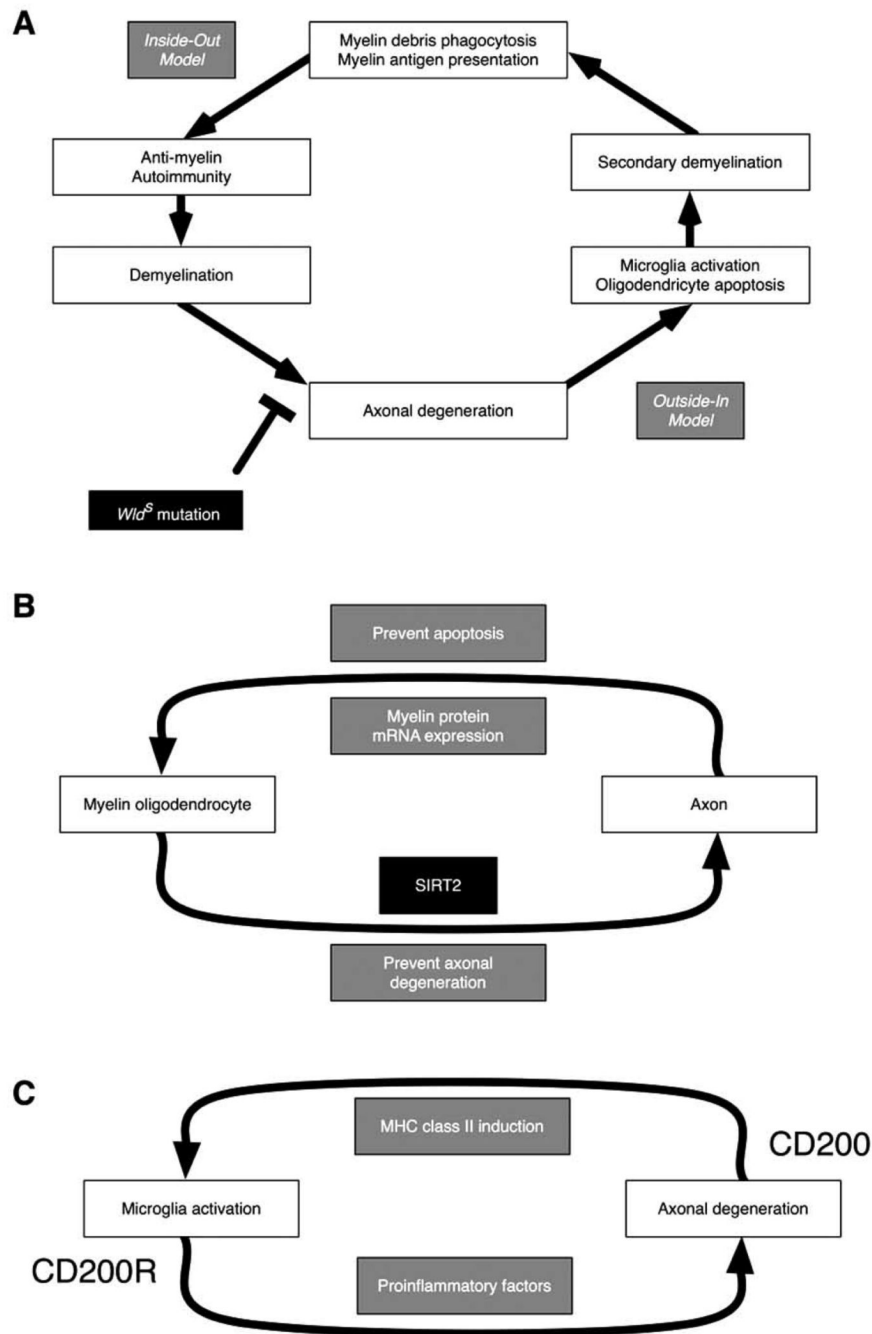 A
Inside-Out
Model
Myelin debris phagocytosis
Myelin antigen presentation
Anti-myelin
Autoimmunity
Secondary demyelination
Demyelination
Microglia activation
Oligodendricyte apoptosis
Axonal degeneration
Outside-In
Model
Wld^S mutation
B
Prevent apoptosis
Myelin protein
mRNA expression
Myelin oligodendrocyte
Axon
SIRT2
Prevent axonal
degeneration
C
MHC class II induction
CD200
Microglia activation
Axonal degeneration
CD200R
Proinflammatory factors